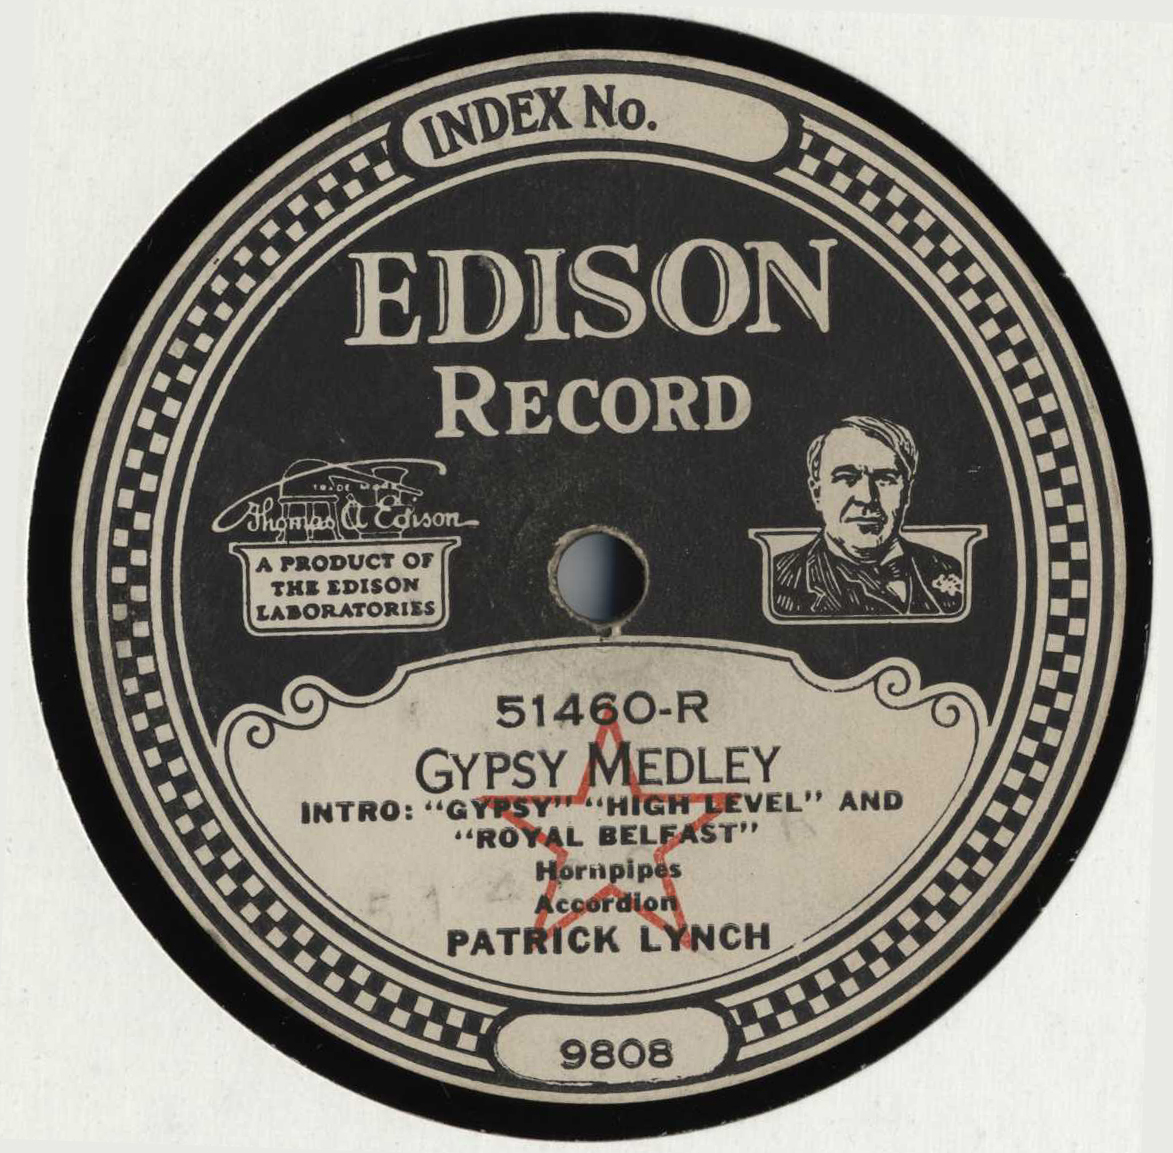 INDEX No.
EDISON
RECORD
TRADE MARK
Thomas A Edison
A PRODUCT OF
THE EDISON
LABORATORIES
51460-R
GYPSY MEDLEY
INTRO: "GYPSY" "HIGH LEVEL" AND
"ROYAL BELFAST"
Hornpipes
Accordion
PATRICK LYNCH
9808